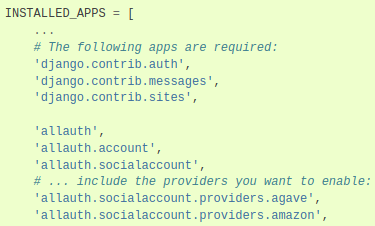 INSTALLED_APPS = [
    ...
    # The following apps are required:
    'django.contrib.auth',
    'django.contrib.messages',
    'django.contrib.sites',

    'allauth',
    'allauth.account',
    'allauth.socialaccount',
    # ... include the providers you want to enable:
    'allauth.socialaccount.providers.agave',
    'allauth.socialaccount.providers.amazon',